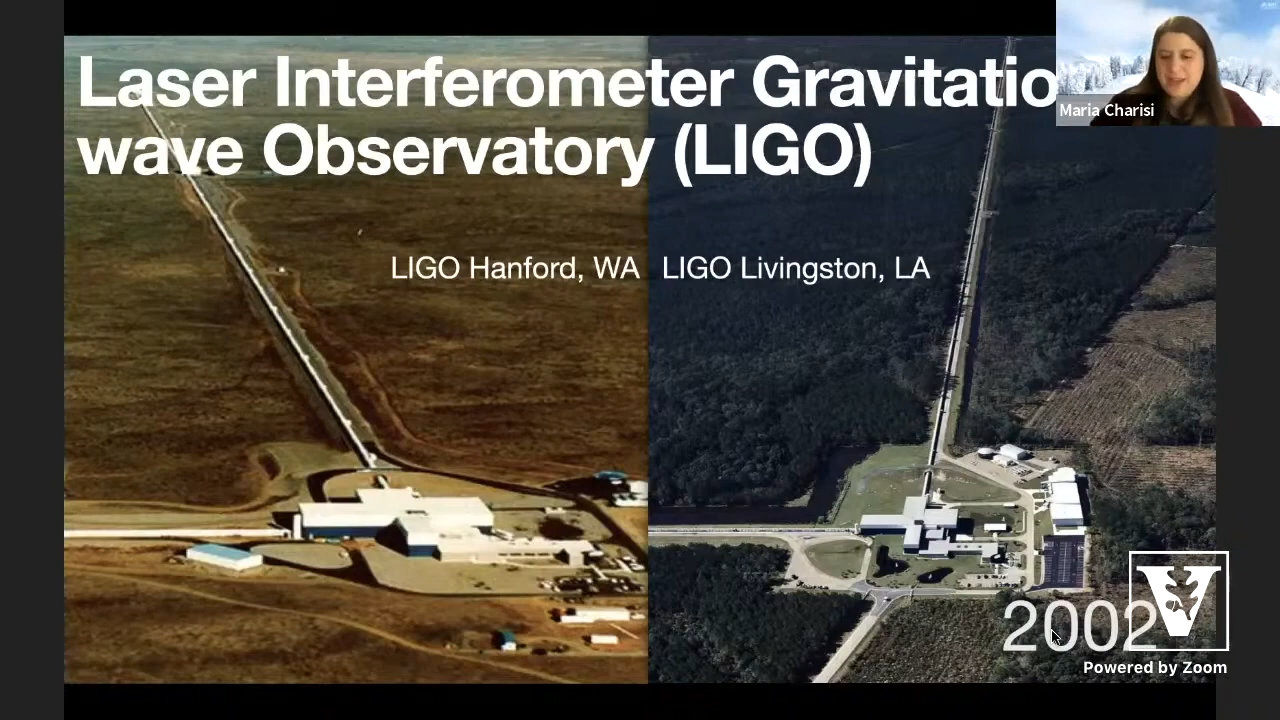 Laser Interferometer Gravitatio
wave Observatory (LIGO)
Maria Charisi
LIGO Hanford, WA
LIGO Livingston, LA
2002
V
Powered by Zoom